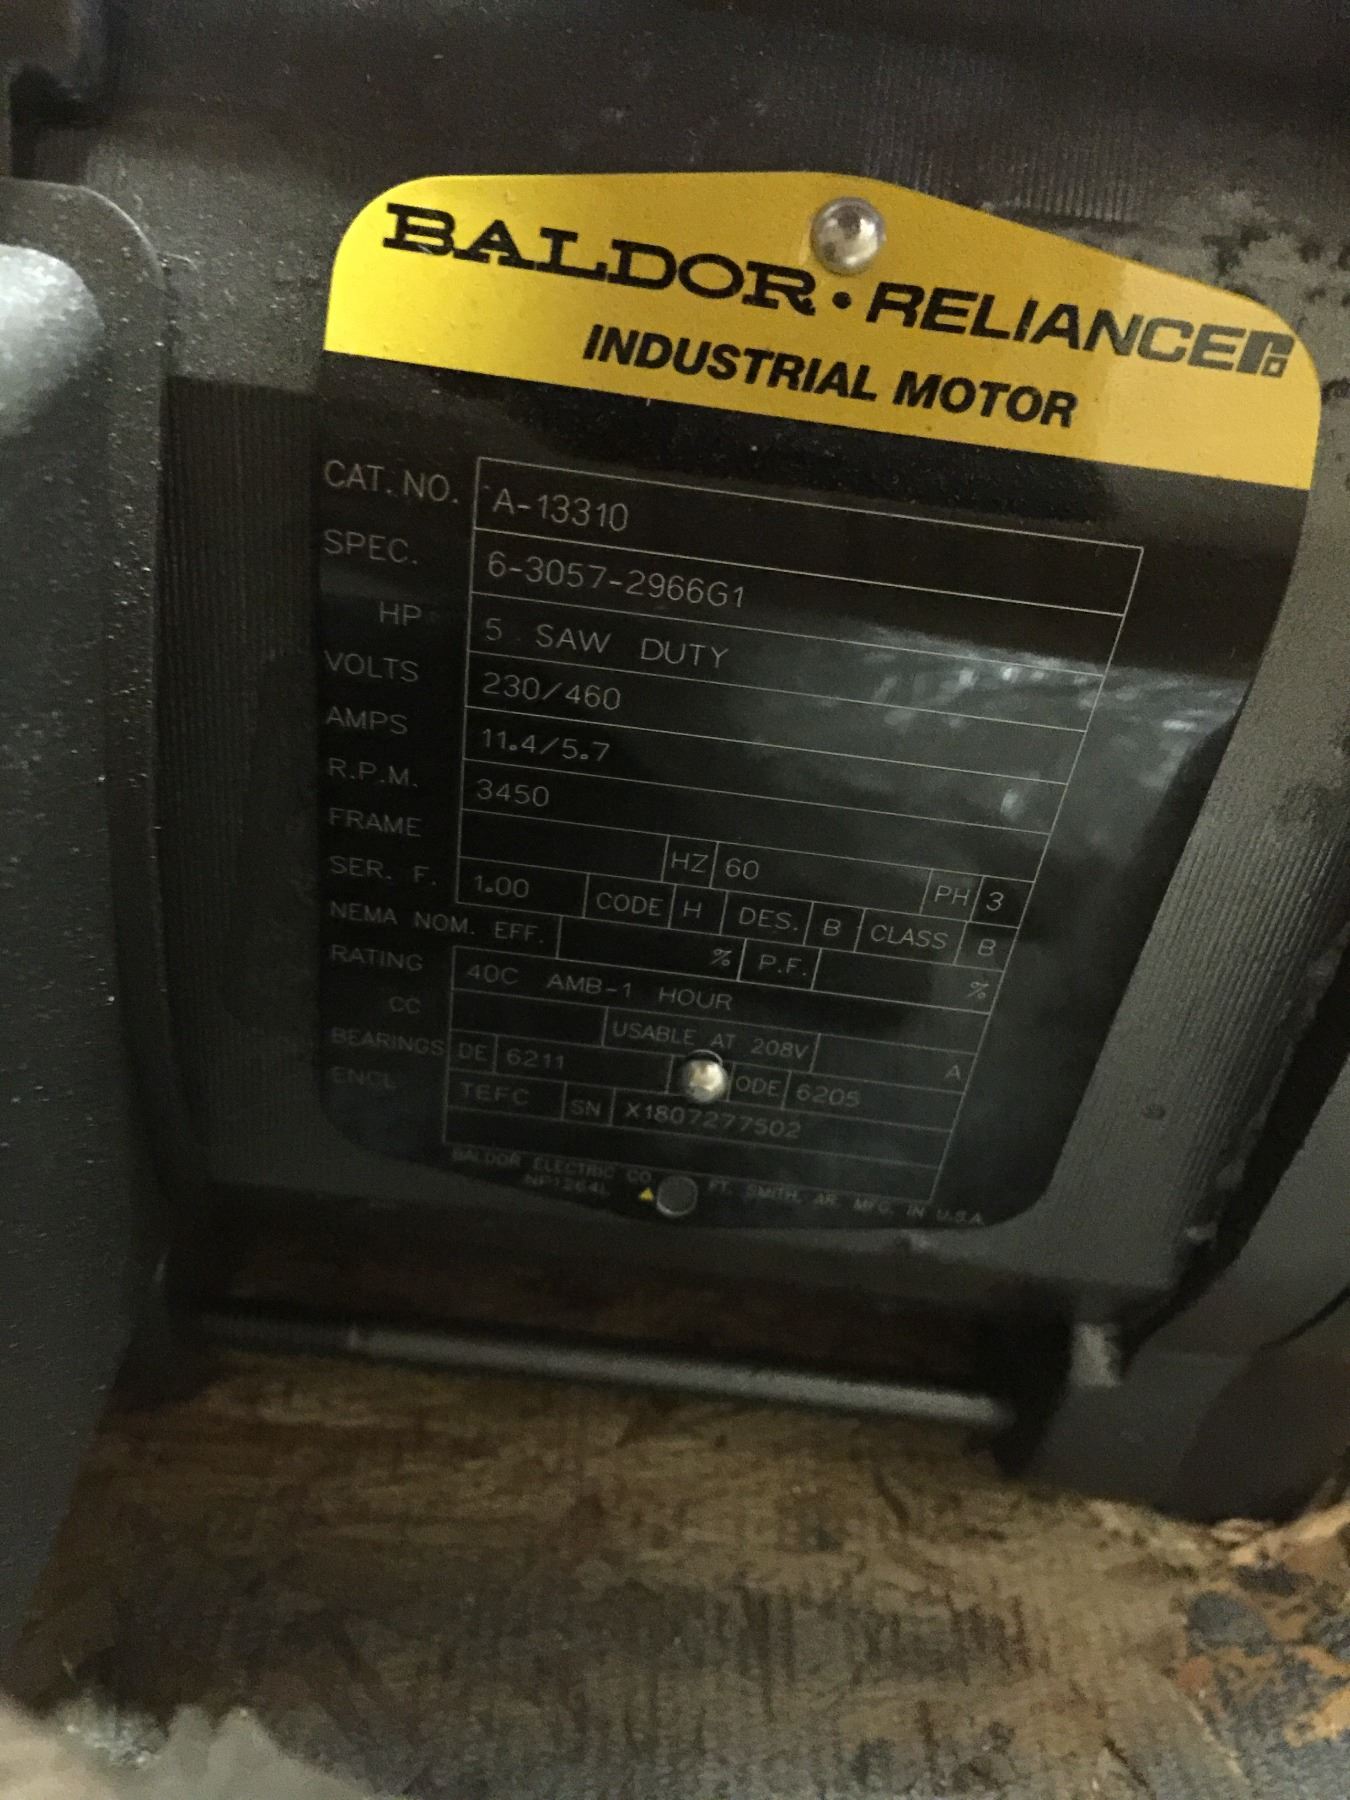 BALDOR • RELIANCE
INDUSTRIAL MOTOR
CAT. NO. A-13310
SPEC. 6-3057-2966G1
HP 5 SAW DUTY
VOLTS 230/460
AMPS 11.4/5.7
R.P.M. 3450
FRAME HZ 60 PH 3
SER. F. 1.00 CODE H DES. B CLASS B
NEMA NOM. EFF. % P.F. %
RATING 40C AMB-1 HOUR
CC USABLE AT 208V A
BEARINGS DE 6211 ODE 6205
ENCL TEFC SN X1807277502
BALDOR ELECTRIC CO. FT. SMITH, AR. MFG. IN U.S.A.
NP1264L